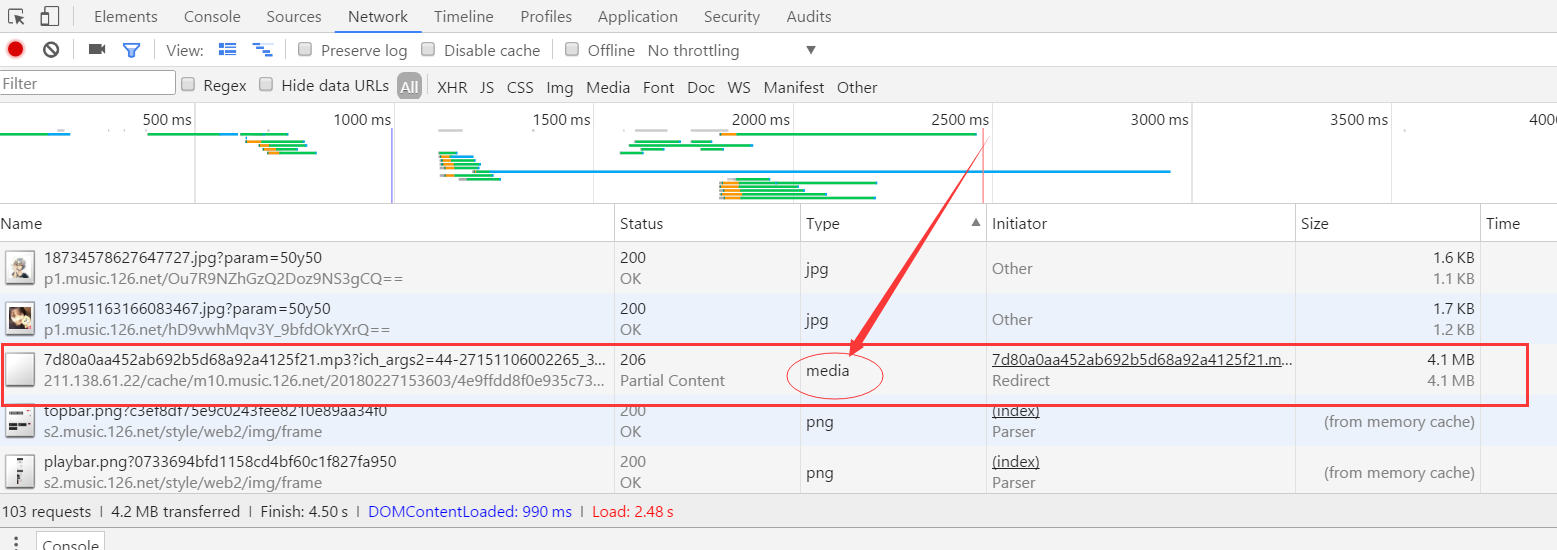 Elements Console Sources Network Timeline Profiles Application Security Audits
View: Preserve log Disable cache Offline No throttling ▼
Filter Regex Hide data URLs All XHR JS CSS Img Media Font Doc WS Manifest Other
500 ms 1000 ms 1500 ms 2000 ms 2500 ms 3000 ms 3500 ms 4000
Name Status Type ▲ Initiator Size Time
18734578627647727.jpg?param=50y50 200 jpg Other 1.6 KB
p1.music.126.net/Ou7R9NZhGzQ2Doz9NS3gCQ== OK 1.1 KB
109951163166083467.jpg?param=50y50 200 jpg Other 1.7 KB
p1.music.126.net/hD9vwhMqv3Y_9bfdOkYXrQ== OK 1.2 KB
7d80a0aa452ab692b5d68a92a4125f21.mp3?ich_args2=44-27151106002265_3... 206 media 7d80a0aa452ab692b5d68a92a4125f21.m... 4.1 MB
211.138.61.22/cache/m10.music.126.net/20180227153603/4e9ffdd8f0e935c73... Partial Content Redirect 4.1 MB
topbar.png?c3ef8df75e9c0243fee8210e89aa34f0 200 png (index) (from memory cache)
s2.music.126.net/style/web2/img/frame OK Parser
playbar.png?0733694bfd1158cd4bf60c1f827fa950 200 png (index) (from memory cache)
s2.music.126.net/style/web2/img/frame OK Parser
103 requests | 4.2 MB transferred | Finish: 4.50 s | DOMContentLoaded: 990 ms | Load: 2.48 s
Console